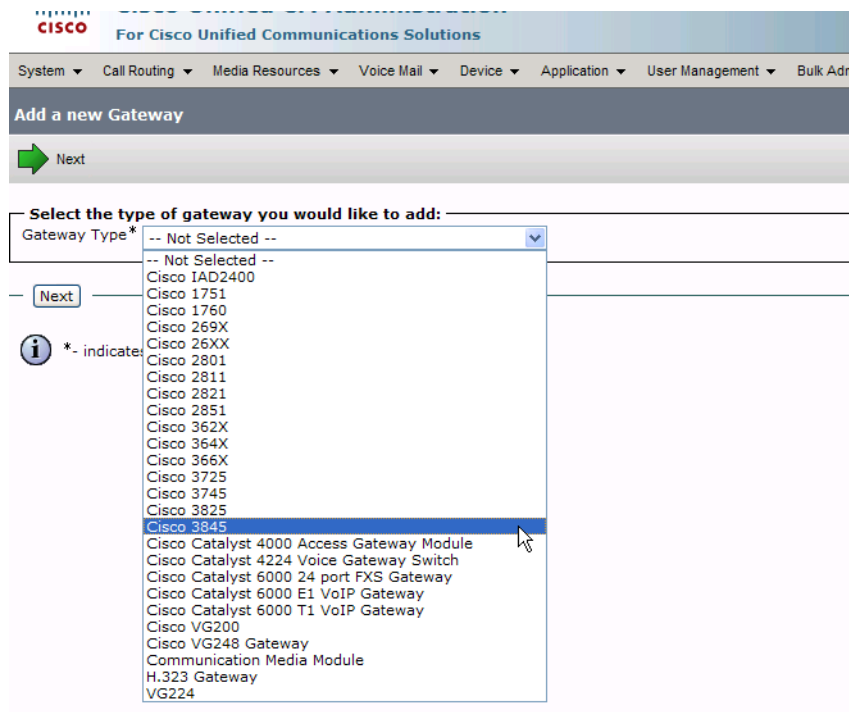 CISCO
For Cisco Unified Communications Solutions
System Call Routing Media Resources Voice Mail Device Application User Management Bulk Adr
Add a new Gateway
Next
Select the type of gateway you would like to add:
Gateway Type* -- Not Selected --
-- Not Selected --
Cisco IAD2400
Cisco 1751
Cisco 1760
Cisco 269X
Cisco 26XX
Cisco 2801
Cisco 2811
Cisco 2821
Cisco 2851
Cisco 362X
Cisco 364X
Cisco 366X
Cisco 3725
Cisco 3745
Cisco 3825
Cisco 3845
Cisco Catalyst 4000 Access Gateway Module
Cisco Catalyst 4224 Voice Gateway Switch
Cisco Catalyst 6000 24 port FXS Gateway
Cisco Catalyst 6000 E1 VoIP Gateway
Cisco Catalyst 6000 T1 VoIP Gateway
Cisco VG200
Cisco VG248 Gateway
Communication Media Module
H.323 Gateway
VG224
Next
*- indicates